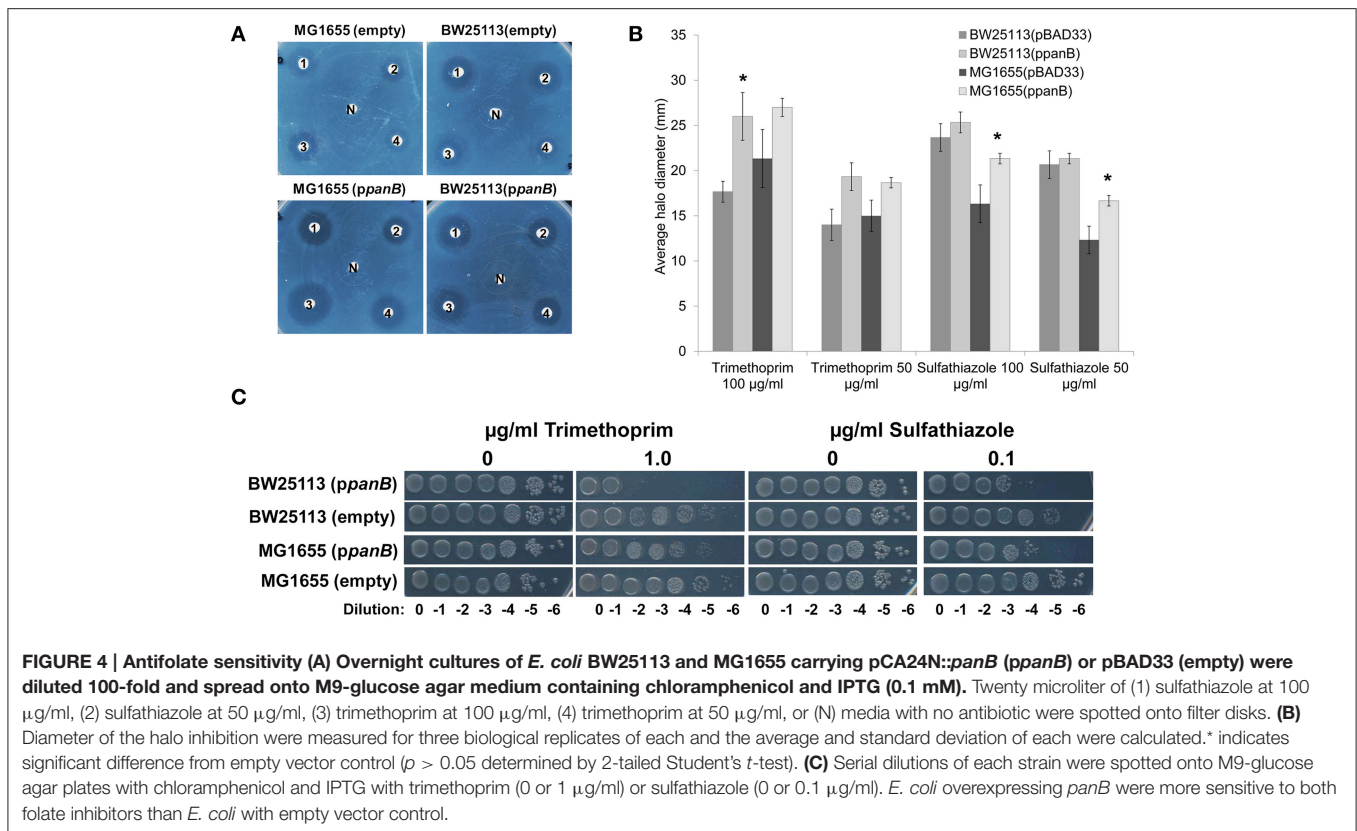 A
MG1655 (empty)
BW25113(empty)
1
2
N
3
4
1
2
N
3
4
MG1655 (ppanB)
BW25113(ppanB)
1
2
N
3
4
1
2
N
3
4
B
BW25113(pBAD33)
BW25113(ppanB)
MG1655(pBAD33)
MG1655(ppanB)
Average halo diameter (mm)
35
30
25
20
15
10
5
0
*
*
*
Trimethoprim 100 µg/ml
Trimethoprim 50 µg/ml
Sulfathiazole 100 µg/ml
Sulfathiazole 50 µg/ml
C
µg/ml Trimethoprim
µg/ml Sulfathiazole
0 1.0 0 0.1
BW25113 (ppanB)
BW25113 (empty)
MG1655 (ppanB)
MG1655 (empty)
Dilution: 0 -1 -2 -3 -4 -5 -6 0 -1 -2 -3 -4 -5 -6 0 -1 -2 -3 -4 -5 -6 0 -1 -2 -3 -4 -5 -6
FIGURE 4 | Antifolate sensitivity (A) Overnight cultures of E. coli BW25113 and MG1655 carrying pCA24N::panB (ppanB) or pBAD33 (empty) were
diluted 100-fold and spread onto M9-glucose agar medium containing chloramphenicol and IPTG (0.1 mM). Twenty microliter of (1) sulfathiazole at 100
µg/ml, (2) sulfathiazole at 50 µg/ml, (3) trimethoprim at 100 µg/ml, (4) trimethoprim at 50 µg/ml, or (N) media with no antibiotic were spotted onto filter disks. (B)
Diameter of the halo inhibition were measured for three biological replicates of each and the average and standard deviation of each were calculated.* indicates
significant difference from empty vector control (p > 0.05 determined by 2-tailed Student's t-test). (C) Serial dilutions of each strain were spotted onto M9-glucose
agar plates with chloramphenicol and IPTG with trimethoprim (0 or 1 µg/ml) or sulfathiazole (0 or 0.1 µg/ml). E. coli overexpressing panB were more sensitive to both
folate inhibitors than E. coli with empty vector control.